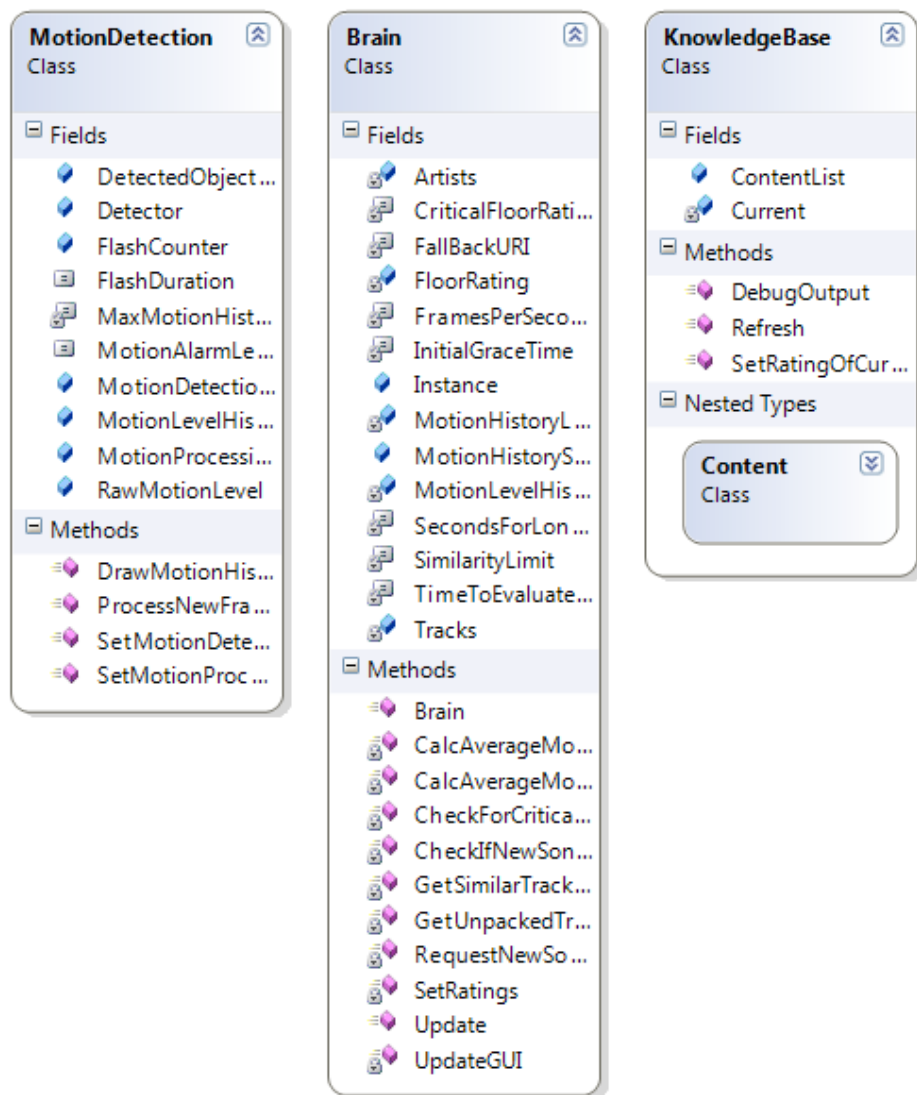 MotionDetection
Class
Fields
DetectedObject...
Detector
FlashCounter
FlashDuration
MaxMotionHist...
MotionAlarmLe...
MotionDetectio...
MotionLevelHis...
MotionProcessi...
RawMotionLevel
Methods
DrawMotionHis...
ProcessNewFra...
SetMotionDete...
SetMotionProc...
Brain
Class
Fields
Artists
CriticalFloorRati...
FallBackURI
FloorRating
FramesPerSeco...
InitialGraceTime
Instance
MotionHistoryL...
MotionHistoryS...
MotionLevelHis...
SecondsForLon...
SimilarityLimit
TimeToEvaluate...
Tracks
Methods
Brain
CalcAverageMo...
CalcAverageMo...
CheckForCritica...
CheckIfNewSon...
GetSimilarTrack...
GetUnpackedTr...
RequestNewSo...
SetRatings
Update
UpdateGUI
KnowledgeBase
Class
Fields
ContentList
Current
Methods
DebugOutput
Refresh
SetRatingOfCur...
Nested Types
Content
Class